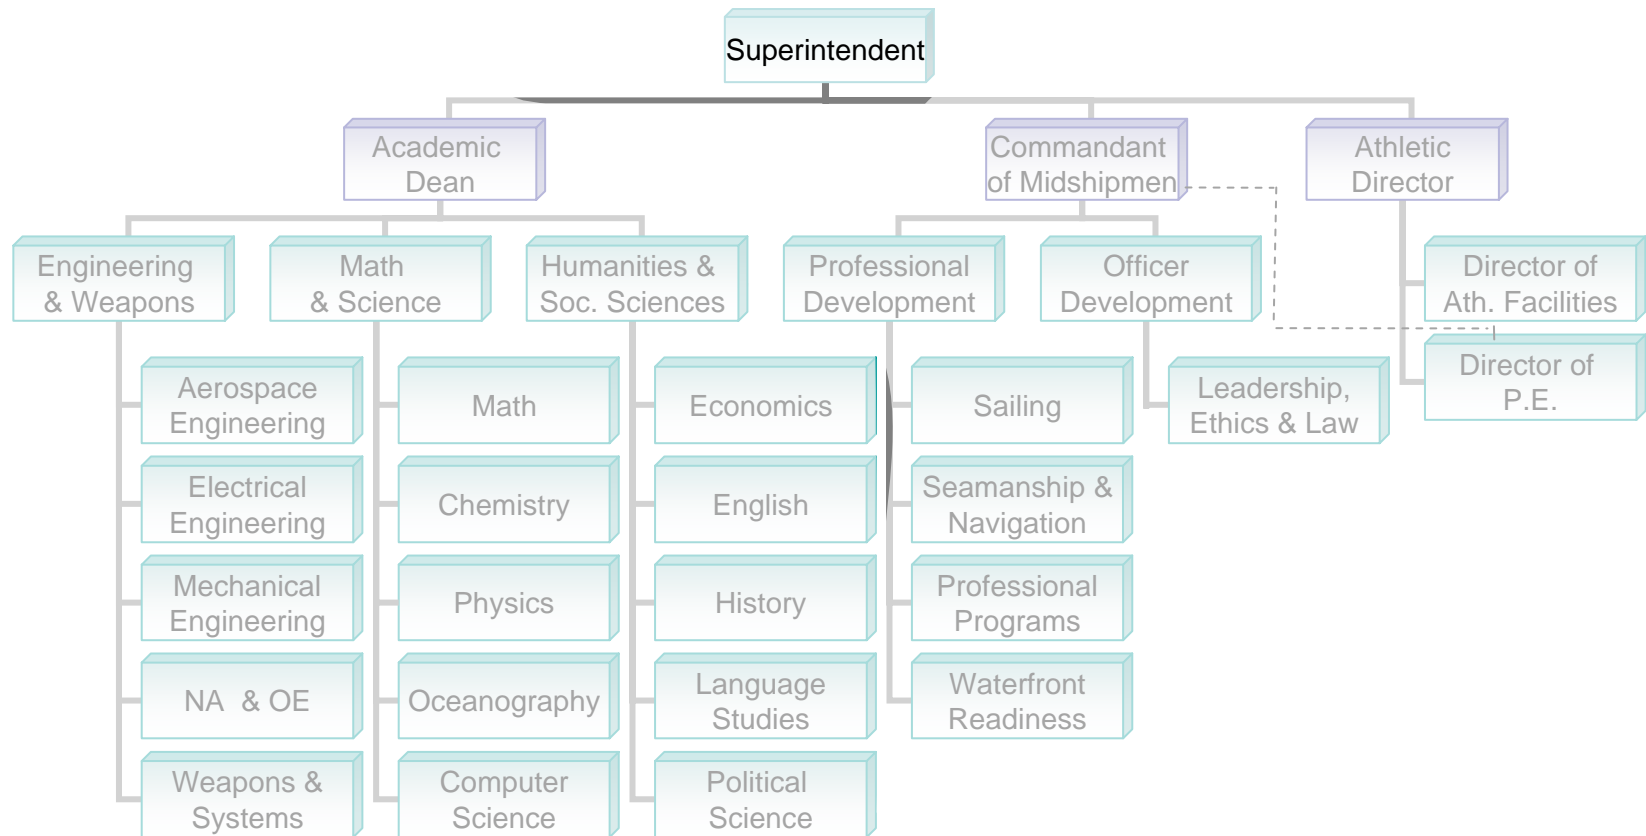 Superintendent
Academic
Dean
Commandant
of Midshipmen
Athletic
Director
Engineering
& Weapons
Math
& Science
Humanities &
Soc. Sciences
Professional
Development
Officer
Development
Director of
Ath. Facilities
Director of
P.E.
Aerospace
Engineering
Math
Economics
Sailing
Leadership,
Ethics & Law
Electrical
Engineering
Chemistry
English
Seamanship &
Navigation
Mechanical
Engineering
Physics
History
Professional
Programs
NA & OE
Oceanography
Language
Studies
Waterfront
Readiness
Weapons &
Systems
Computer
Science
Political
Science